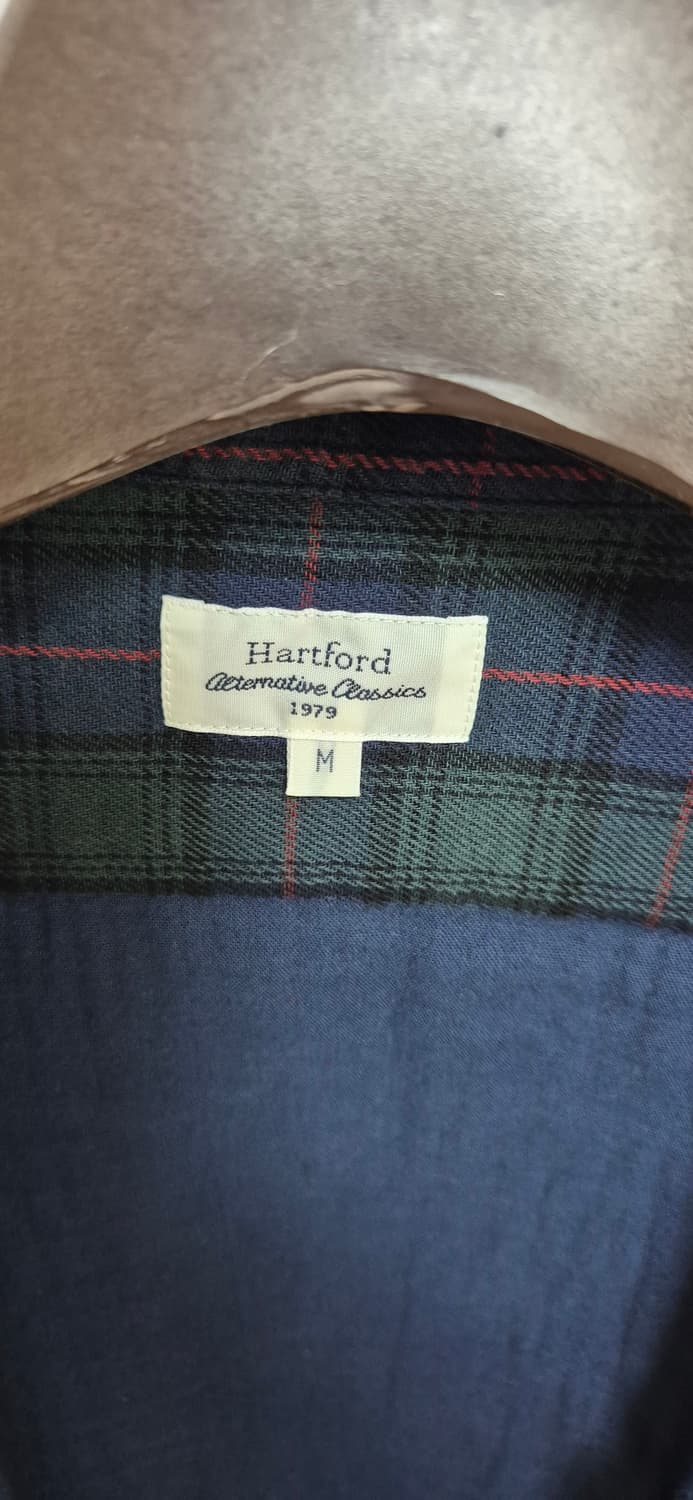 Hartford
Alternative Classics
1979
M